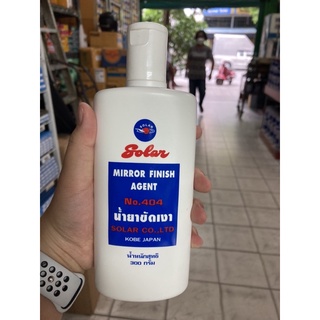 SOLAR
Solar
MIRROR FINISH
AGENT
No.404
น้ำยาขัดเงา
SOLAR CO.,LTD
KOBE JAPAN
น้ำหนักสุทธิ
300 กรัม